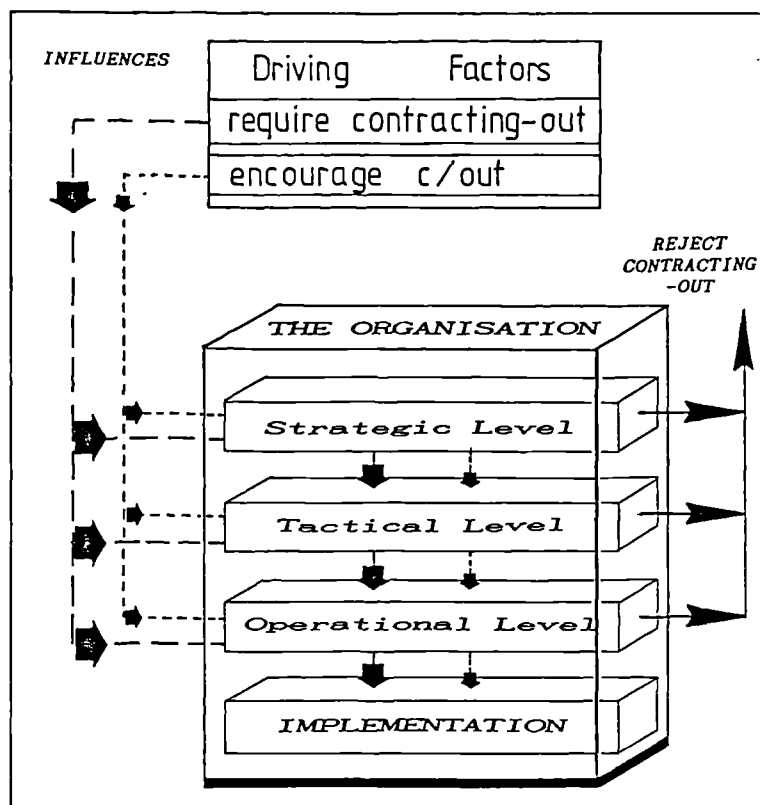 INFLUENCES
Driving Factors
require contracting-out
encourage c/out
REJECT
CONTRACTING
-OUT
THE ORGANISATION
Strategic Level
Tactical Level
Operational Level
IMPLEMENTATION